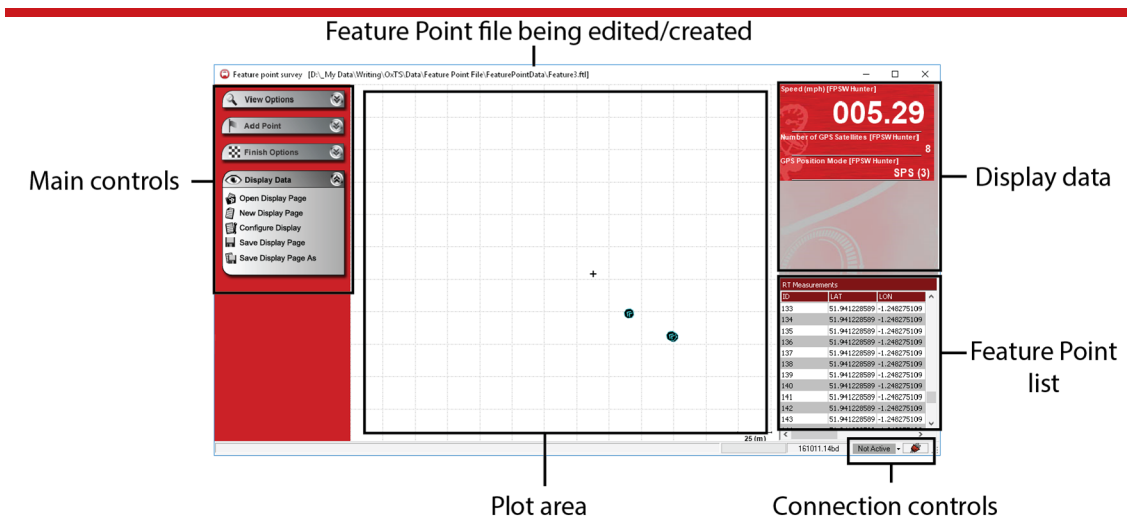 Feature Point file being edited/created
Feature point survey [D:\_My Data\Writing\OxTS\Data\Feature Point File\FeaturePointData\Feature3.ftl]
Main controls
View Options
Add Point
Finish Options
Display Data
Open Display Page
New Display Page
Configure Display
Save Display Page
Save Display Page As
25 (m)
Plot area
Speed (mph) [FPSW Hunter]
005.29
Number of GPS Satellites [FPSW Hunter]
8
GPS Position Mode [FPSW Hunter]
SPS (3)
Display data
RT Measurements
ID LAT LON
133 51.941228589 -1.248275109
134 51.941228589 -1.248275109
135 51.941228589 -1.248275109
136 51.941228589 -1.248275109
137 51.941228589 -1.248275109
138 51.941228589 -1.248275109
139 51.941228589 -1.248275109
140 51.941228589 -1.248275109
141 51.941228589 -1.248275109
142 51.941228589 -1.248275109
143 51.941228589 -1.248275109
Feature Point
list
161011.14bd Not Active
Connection controls